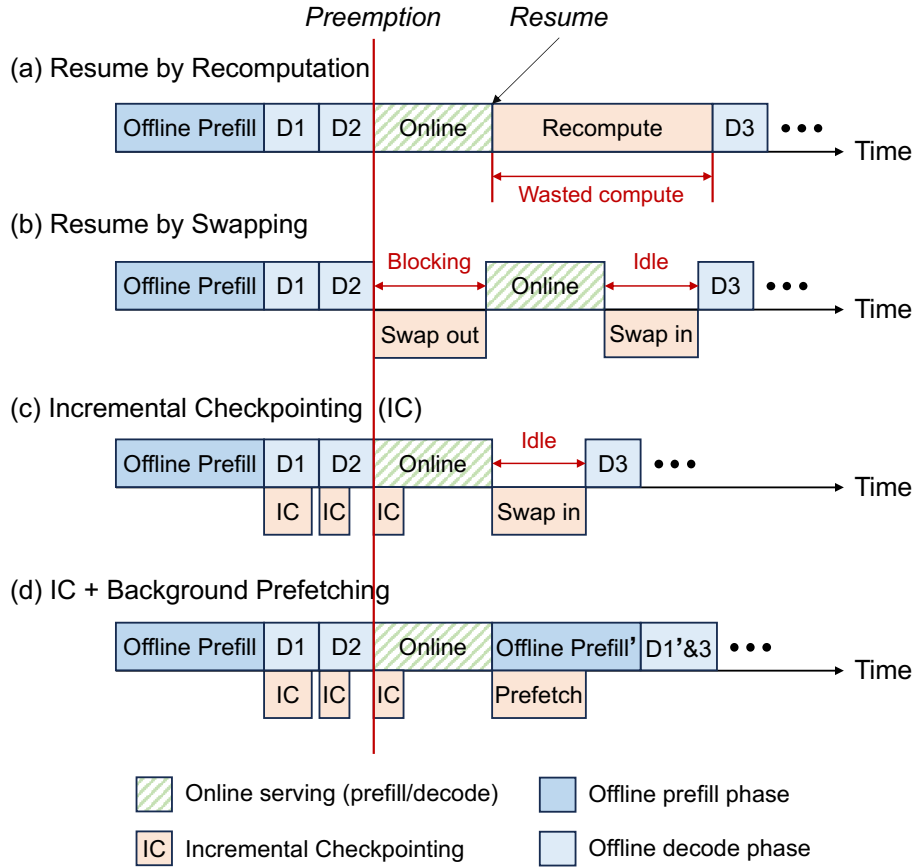 Preemption Resume
(a) Resume by Recomputation
Offline Prefill D1 D2 Online Recompute D3 •••
Time
Wasted compute
(b) Resume by Swapping
Blocking Idle
Offline Prefill D1 D2 Online D3 •••
Time
Swap out Swap in
(c) Incremental Checkpointing (IC)
Idle
Offline Prefill D1 D2 Online D3 •••
Time
IC IC IC Swap in
(d) IC + Background Prefetching
Offline Prefill D1 D2 Online Offline Prefill’ D1’&3 •••
Time
IC IC IC Prefetch
Online serving (prefill/decode) Offline prefill phase
IC Incremental Checkpointing Offline decode phase